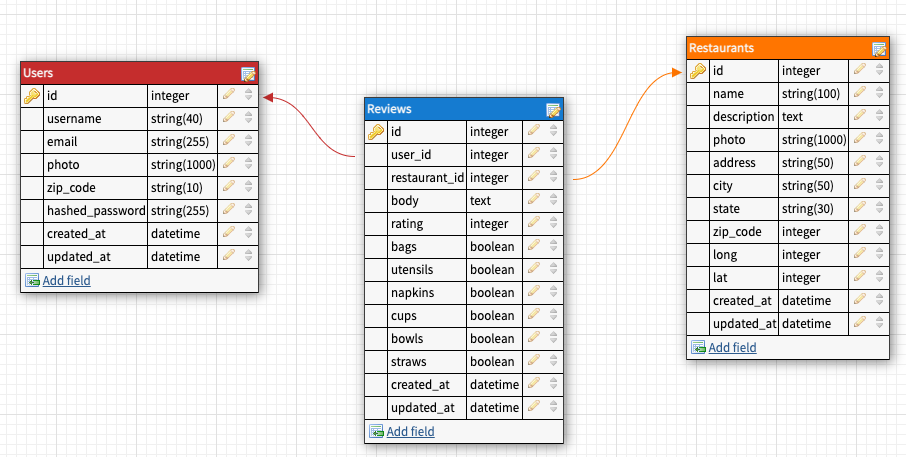 Users
id integer
username string(40)
email string(255)
photo string(1000)
zip_code string(10)
hashed_password string(255)
created_at datetime
updated_at datetime
Add field
Reviews
id integer
user_id integer
restaurant_id integer
body text
rating integer
bags boolean
utensils boolean
napkins boolean
cups boolean
bowls boolean
straws boolean
created_at datetime
updated_at datetime
Add field
Restaurants
id integer
name string(100)
description text
photo string(1000)
address string(50)
city string(50)
state string(30)
zip_code integer
long integer
lat integer
created_at datetime
updated_at datetime
Add field